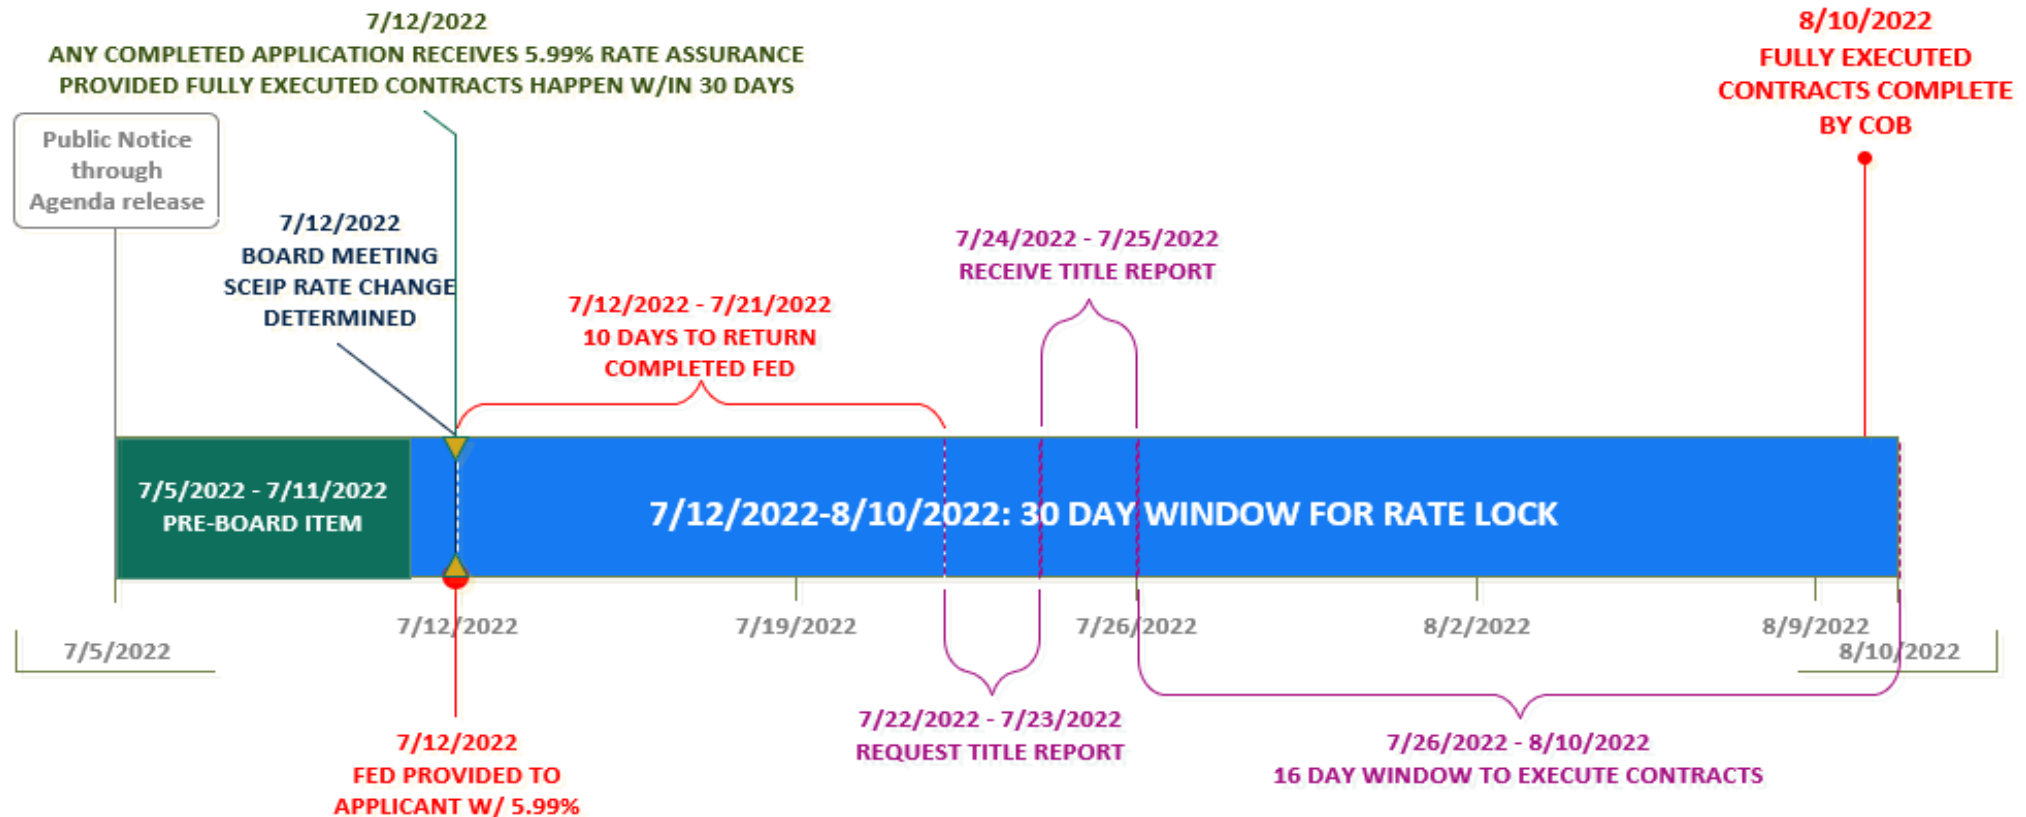 7/12/2022
ANY COMPLETED APPLICATION RECEIVES 5.99% RATE ASSURANCE
PROVIDED FULLY EXECUTED CONTRACTS HAPPEN W/IN 30 DAYS
8/10/2022
FULLY EXECUTED
CONTRACTS COMPLETE
BY COB
Public Notice
through
Agenda release
7/12/2022
BOARD MEETING
SCEIP RATE CHANGE
DETERMINED
7/12/2022 - 7/21/2022
10 DAYS TO RETURN
COMPLETED FED
7/24/2022 - 7/25/2022
RECEIVE TITLE REPORT
7/5/2022 - 7/11/2022
PRE-BOARD ITEM
7/12/2022-8/10/2022: 30 DAY WINDOW FOR RATE LOCK
7/5/2022
7/12/2022
7/19/2022
7/26/2022
8/2/2022
8/9/2022
8/10/2022
7/12/2022
FED PROVIDED TO
APPLICANT W/ 5.99%
7/22/2022 - 7/23/2022
REQUEST TITLE REPORT
7/26/2022 - 8/10/2022
16 DAY WINDOW TO EXECUTE CONTRACTS